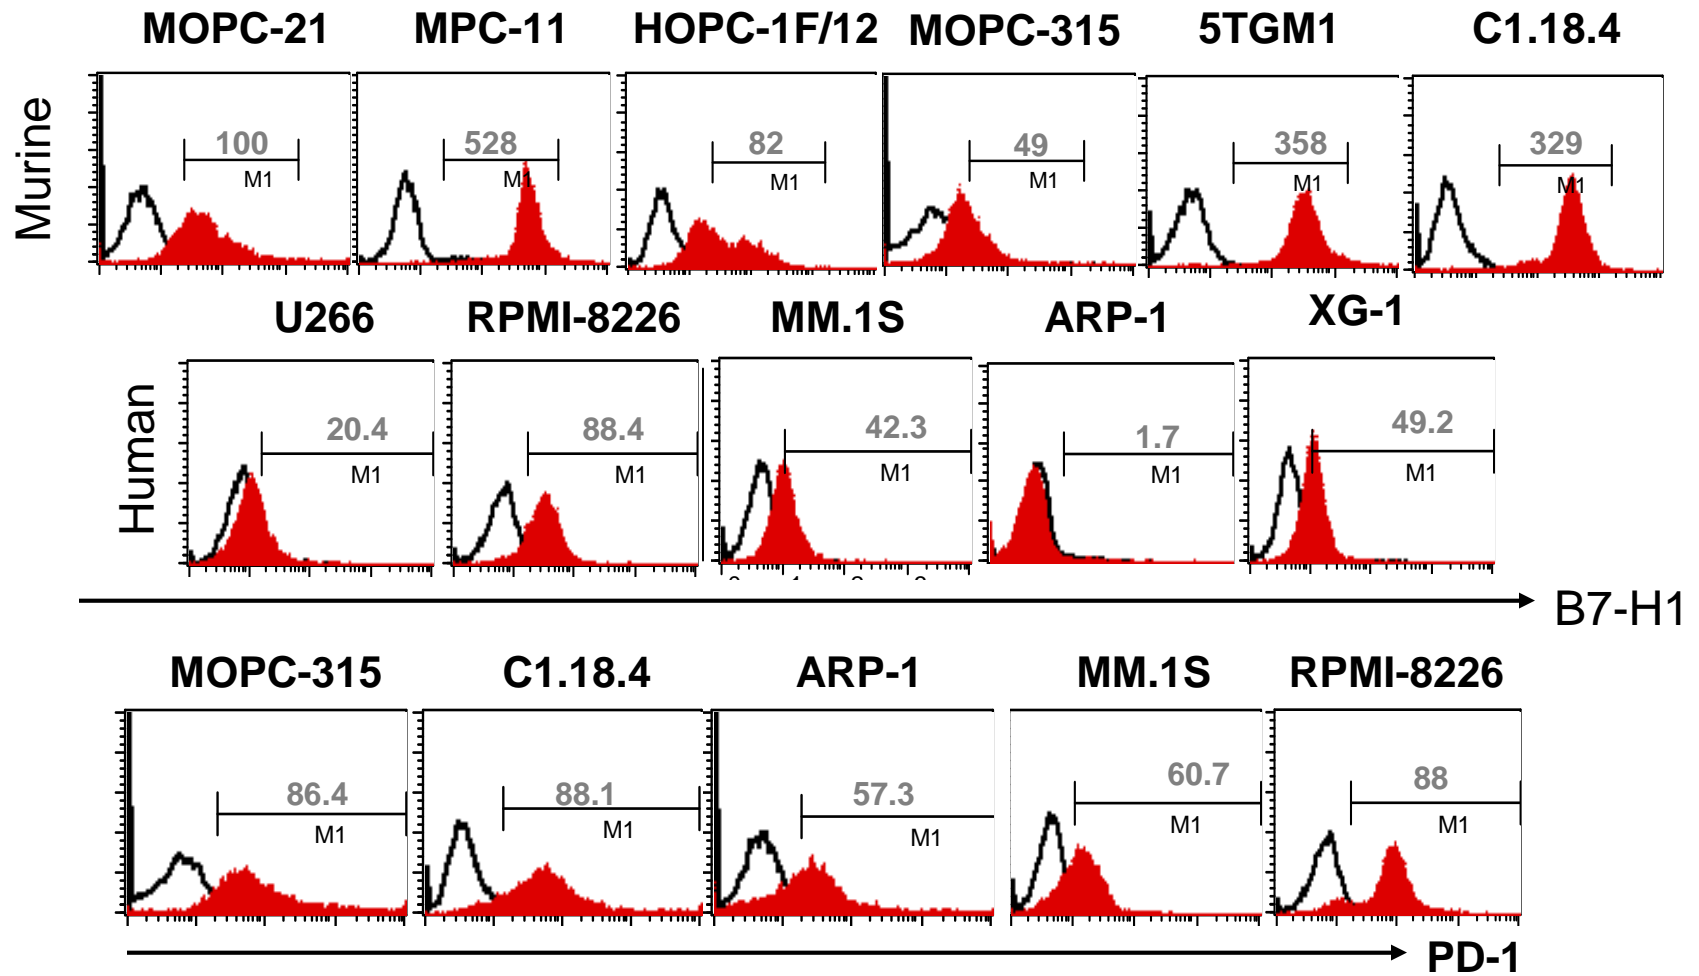 MOPC-21 MPC-11 HOPC-1F/12 MOPC-315 5TGM1 C1.18.4
Murine
100 528 82 49 358 329
M1 M1 M1 M1 M1 M1
U266 RPMI-8226 MM.1S ARP-1 XG-1
Human
20.4 88.4 42.3 1.7 49.2
M1 M1 M1 M1 M1
B7-H1
MOPC-315 C1.18.4 ARP-1 MM.1S RPMI-8226
86.4 88.1 57.3 60.7 88
M1 M1 M1 M1 M1
PD-1